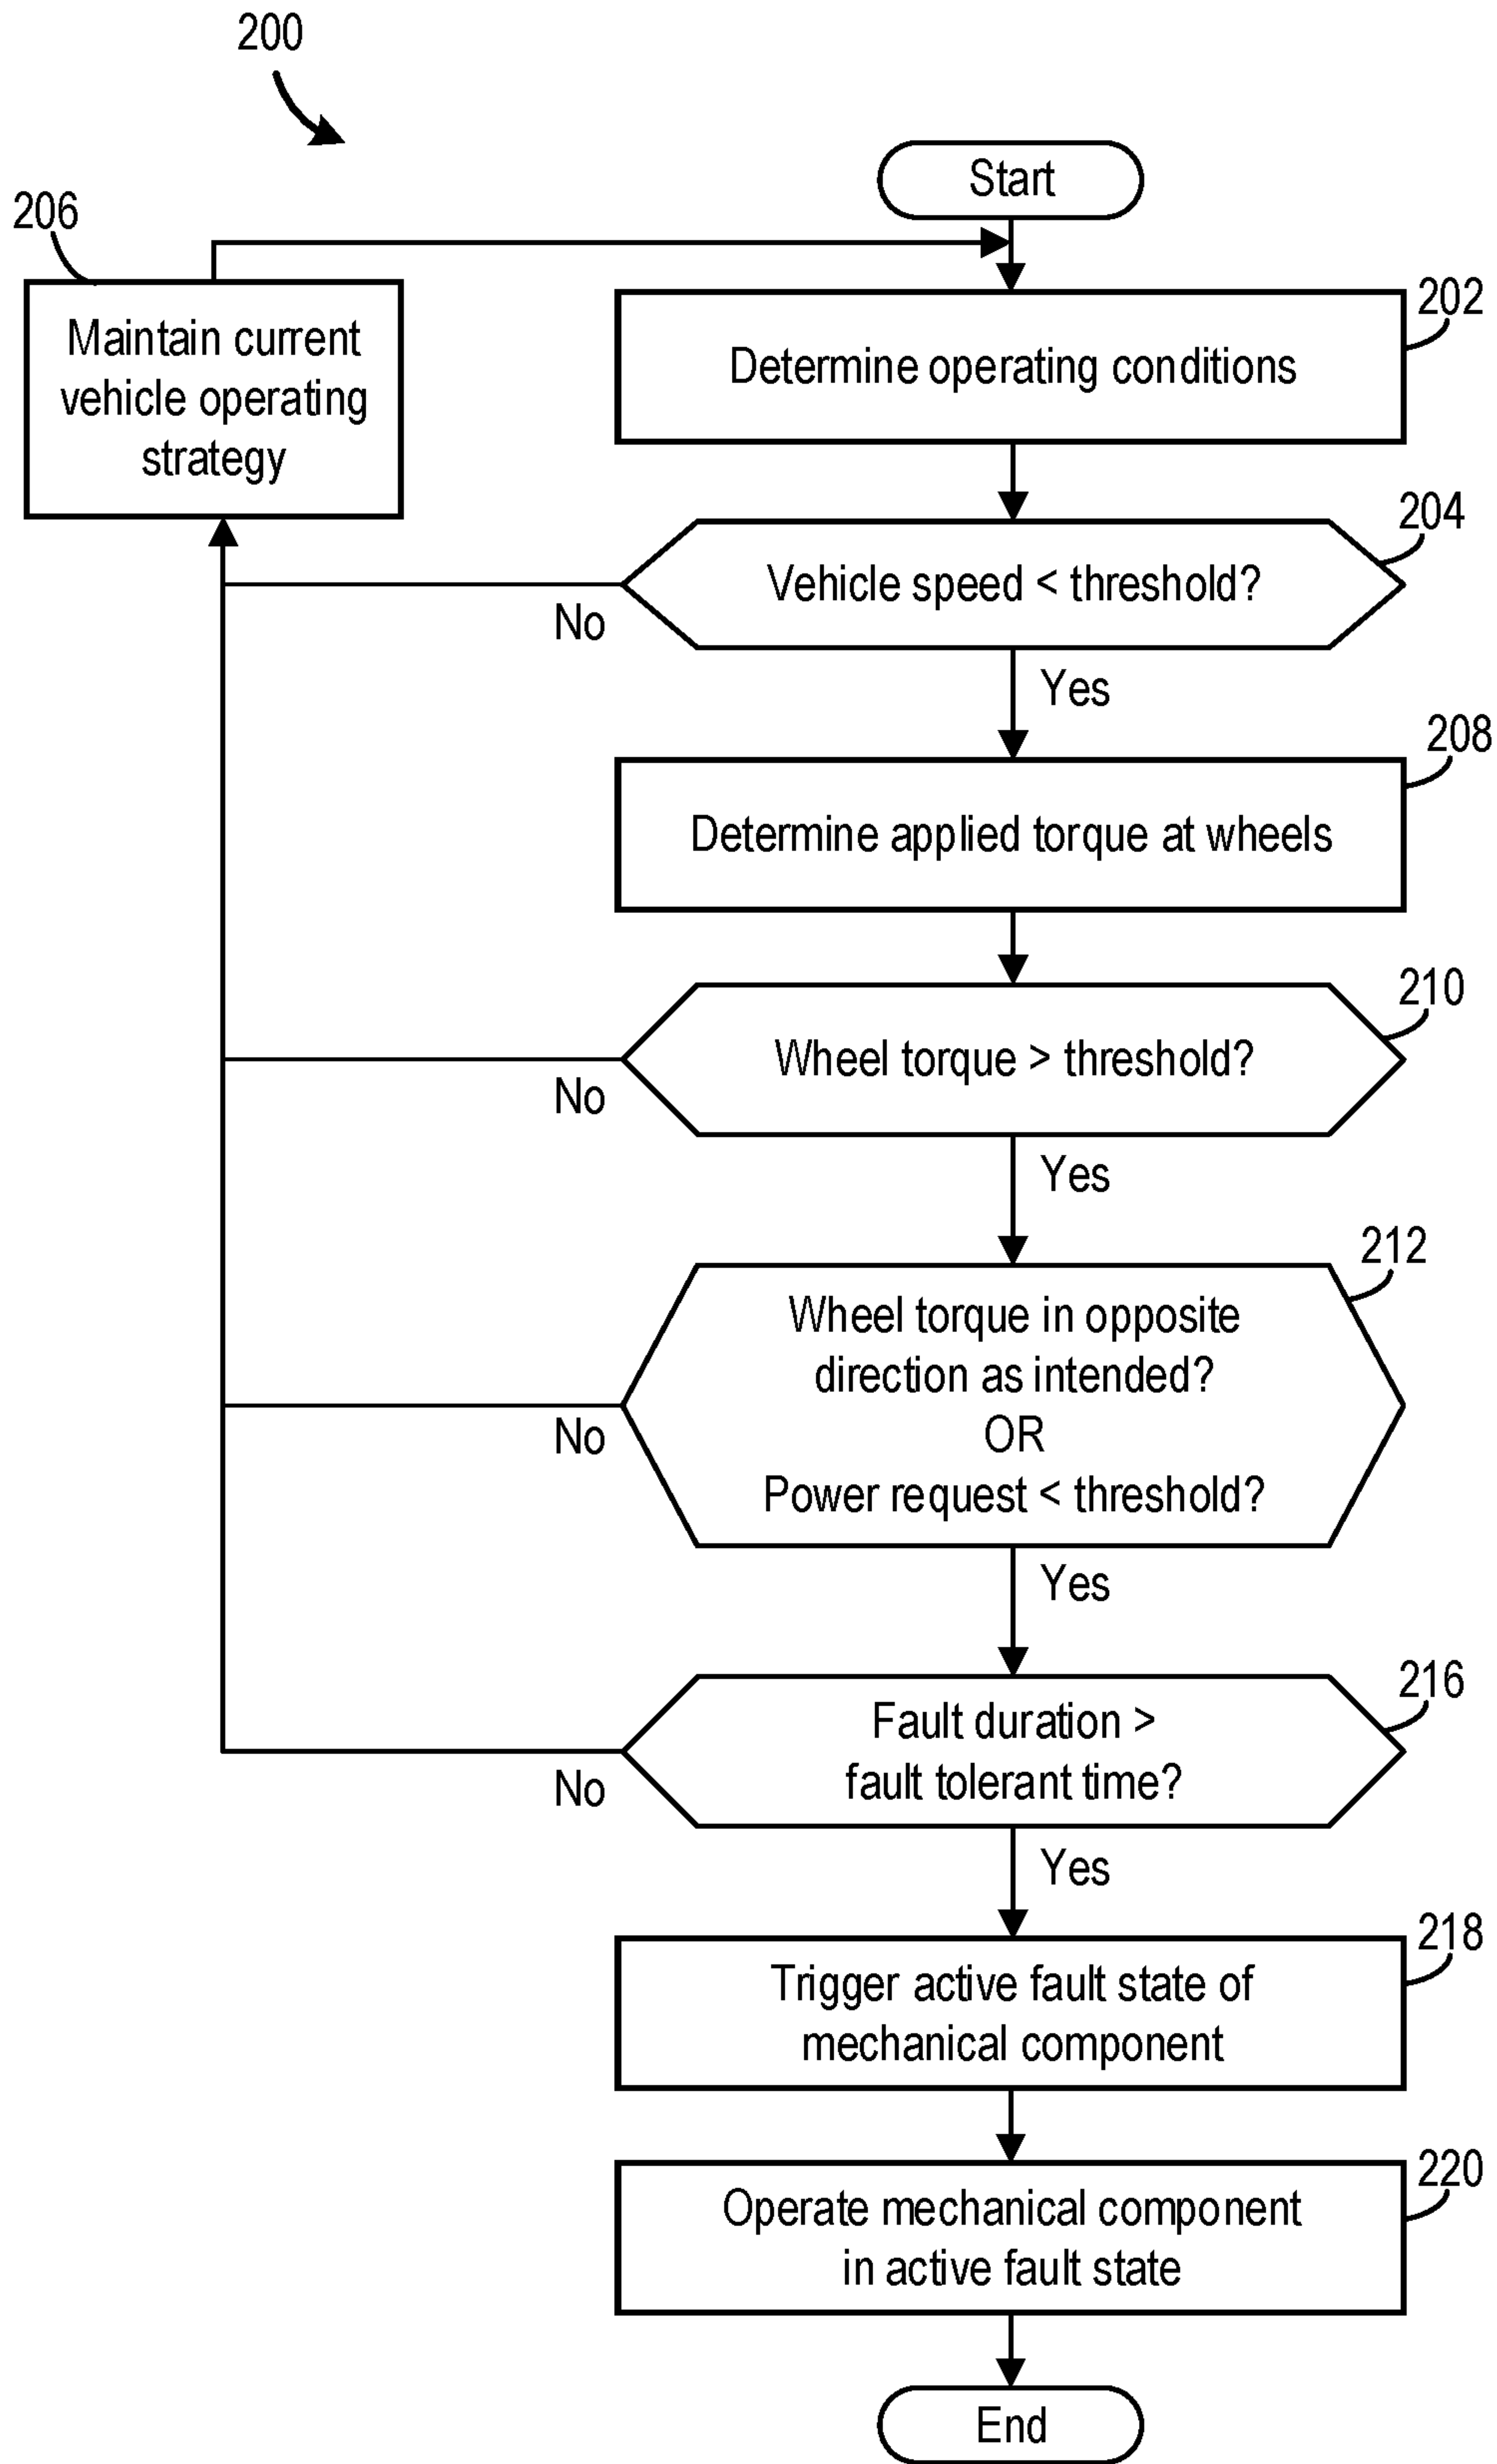 200
Start
206
Maintain current
vehicle operating
strategy
202
Determine operating conditions
204
Vehicle speed < threshold?
No
Yes
208
Determine applied torque at wheels
210
Wheel torque > threshold?
No
Yes
212
Wheel torque in opposite
direction as intended?
OR
Power request < threshold?
No
Yes
216
Fault duration >
fault tolerant time?
No
Yes
218
Trigger active fault state of
mechanical component
220
Operate mechanical component
in active fault state
End